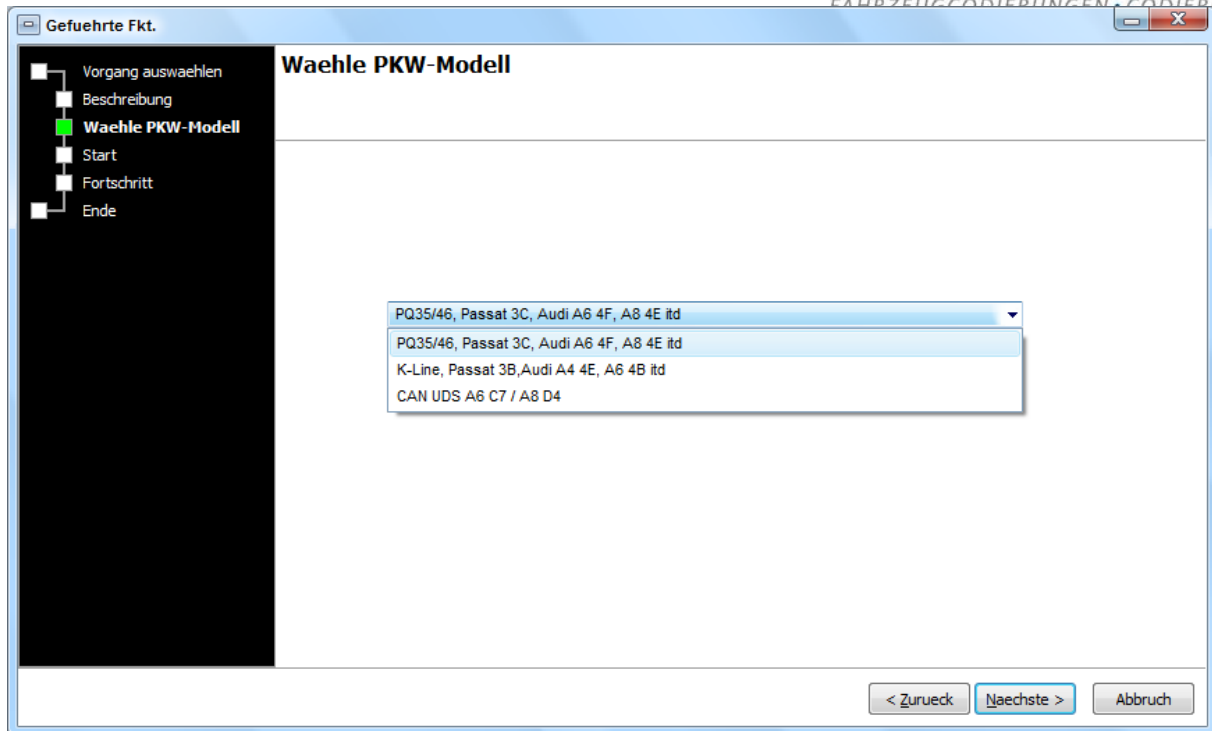 FAHRZEUGCODIERUNGEN • CODIER
Gefuehrte Fkt.
Vorgang auswaehlen
Beschreibung
Waehle PKW-Modell
Start
Fortschritt
Ende
Waehle PKW-Modell
PQ35/46, Passat 3C, Audi A6 4F, A8 4E itd
PQ35/46, Passat 3C, Audi A6 4F, A8 4E itd
K-Line, Passat 3B,Audi A4 4E, A6 4B itd
CAN UDS A6 C7 / A8 D4
< Zurueck
Naechste >
Abbruch